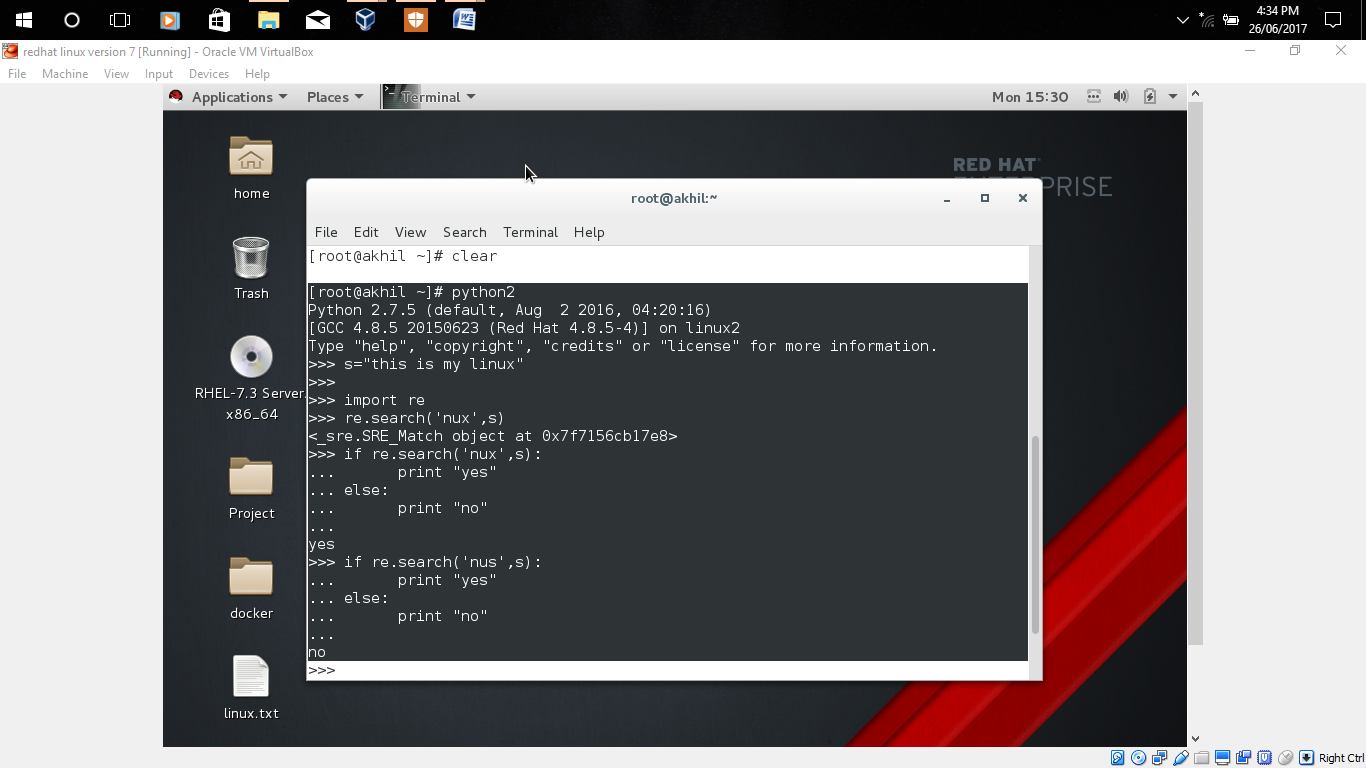 4:34 PM
26/06/2017
redhat linux version 7 [Running] - Oracle VM VirtualBox
File Machine View Input Devices Help
Applications Places Terminal Mon 15:30
home
Trash
RHEL-7.3 Server.
x86_64
Project
docker
linux.txt
RED HAT
ENTERPRISE
root@akhil:~
File Edit View Search Terminal Help
[root@akhil ~]# clear
[root@akhil ~]# python2
Python 2.7.5 (default, Aug  2 2016, 04:20:16)
[GCC 4.8.5 20150623 (Red Hat 4.8.5-4)] on linux2
Type "help", "copyright", "credits" or "license" for more information.
>>> s="this is my linux"
>>>
>>> import re
>>> re.search('nux',s)
<_sre.SRE_Match object at 0x7f7156cb17e8>
>>> if re.search('nux',s):
...       print "yes"
... else:
...       print "no"
...
yes
>>> if re.search('nus',s):
...       print "yes"
... else:
...       print "no"
...
no
>>>
Right Ctrl